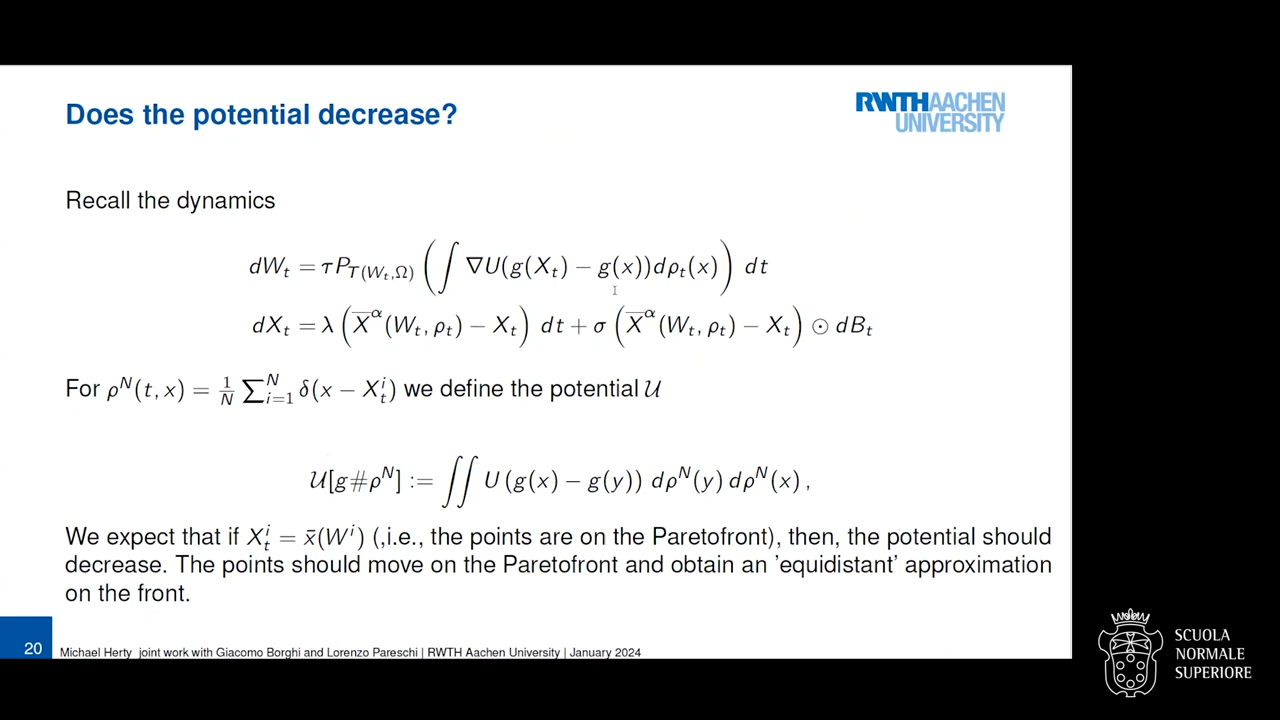 Does the potential decrease?
RWTHAACHEN
UNIVERSITY
Recall the dynamics
dW_t = τP_{T(W_t,Ω)} ( ∫ ∇U(g(X_t) − g(x))dρ_t(x) ) dt
dX_t = λ ( X̅^α (W_t, ρ_t) − X_t ) dt + σ ( X̅^α (W_t, ρ_t) − X_t ) ⊙ dB_t
For ρ^N(t, x) = 1/N ∑_{i=1}^N δ(x − X_t^i) we define the potential 𝒰
𝒰[g#ρ^N] := ∬ U (g(x) − g(y)) dρ^N(y) dρ^N(x) ,
We expect that if X_t^i = x̄(W^i) (,i.e., the points are on the Paretofront), then, the potential should
decrease. The points should move on the Paretofront and obtain an 'equidistant' approximation
on the front.
20
Michael Herty joint work with Giacomo Borghi and Lorenzo Pareschi | RWTH Aachen University | January 2024
SCUOLA
NORMALE
SUPERIORE